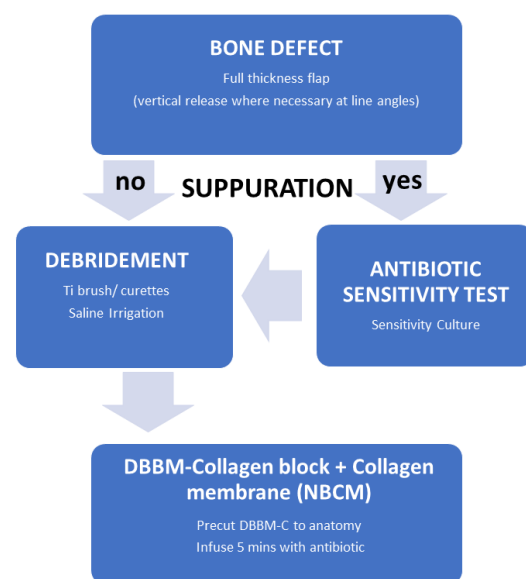 BONE DEFECT
Full thickness flap
(vertical release where necessary at line angles)
no
SUPPURATION
yes
DEBRIDEMENT
Ti brush/ curettes
Saline Irrigation
ANTIBIOTIC
SENSITIVITY TEST
Sensitivity Culture
DBBM-Collagen block + Collagen
membrane (NBCM)
Precut DBBM-C to anatomy
Infuse 5 mins with antibiotic